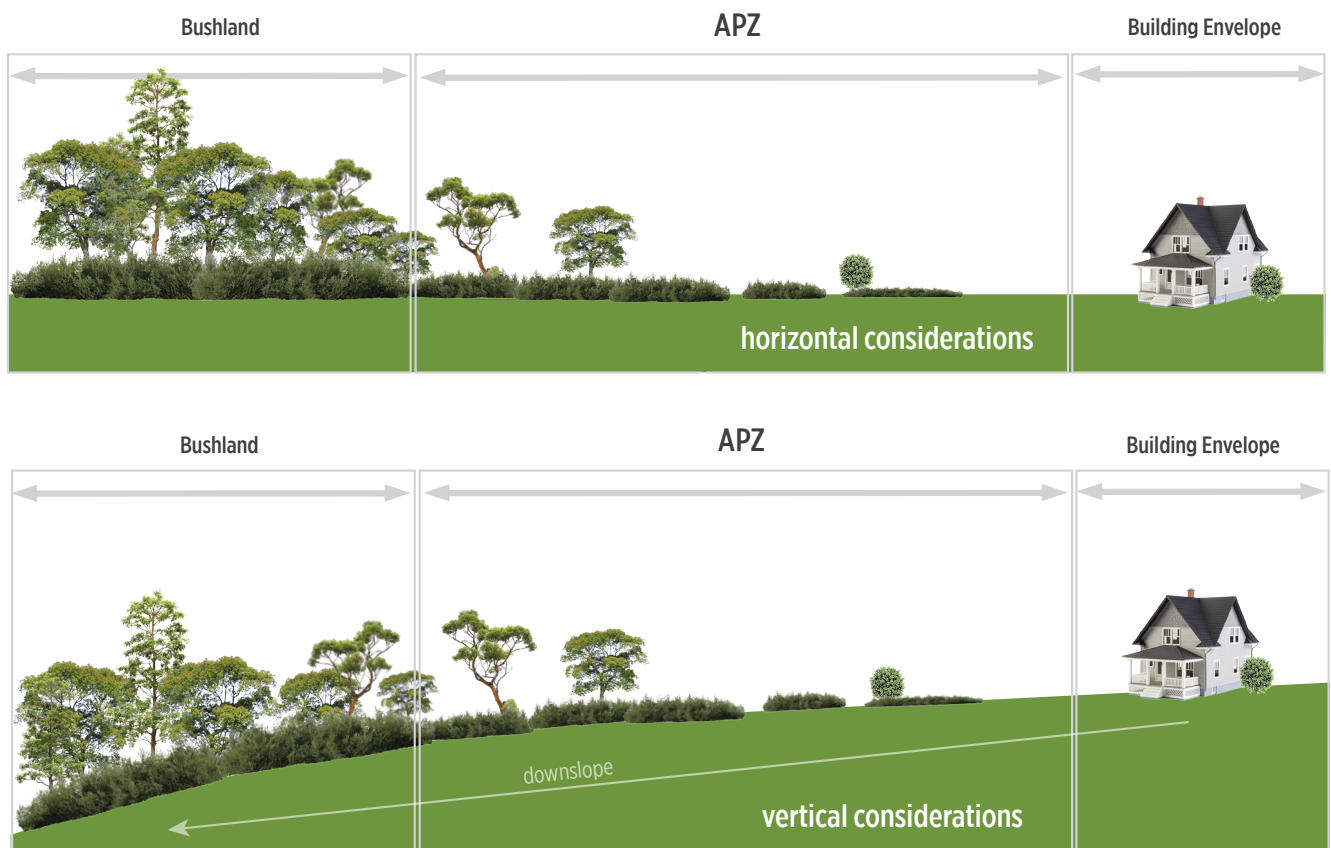 Bushland
APZ
Building Envelope
horizontal considerations
Bushland
APZ
Building Envelope
downslope
vertical considerations